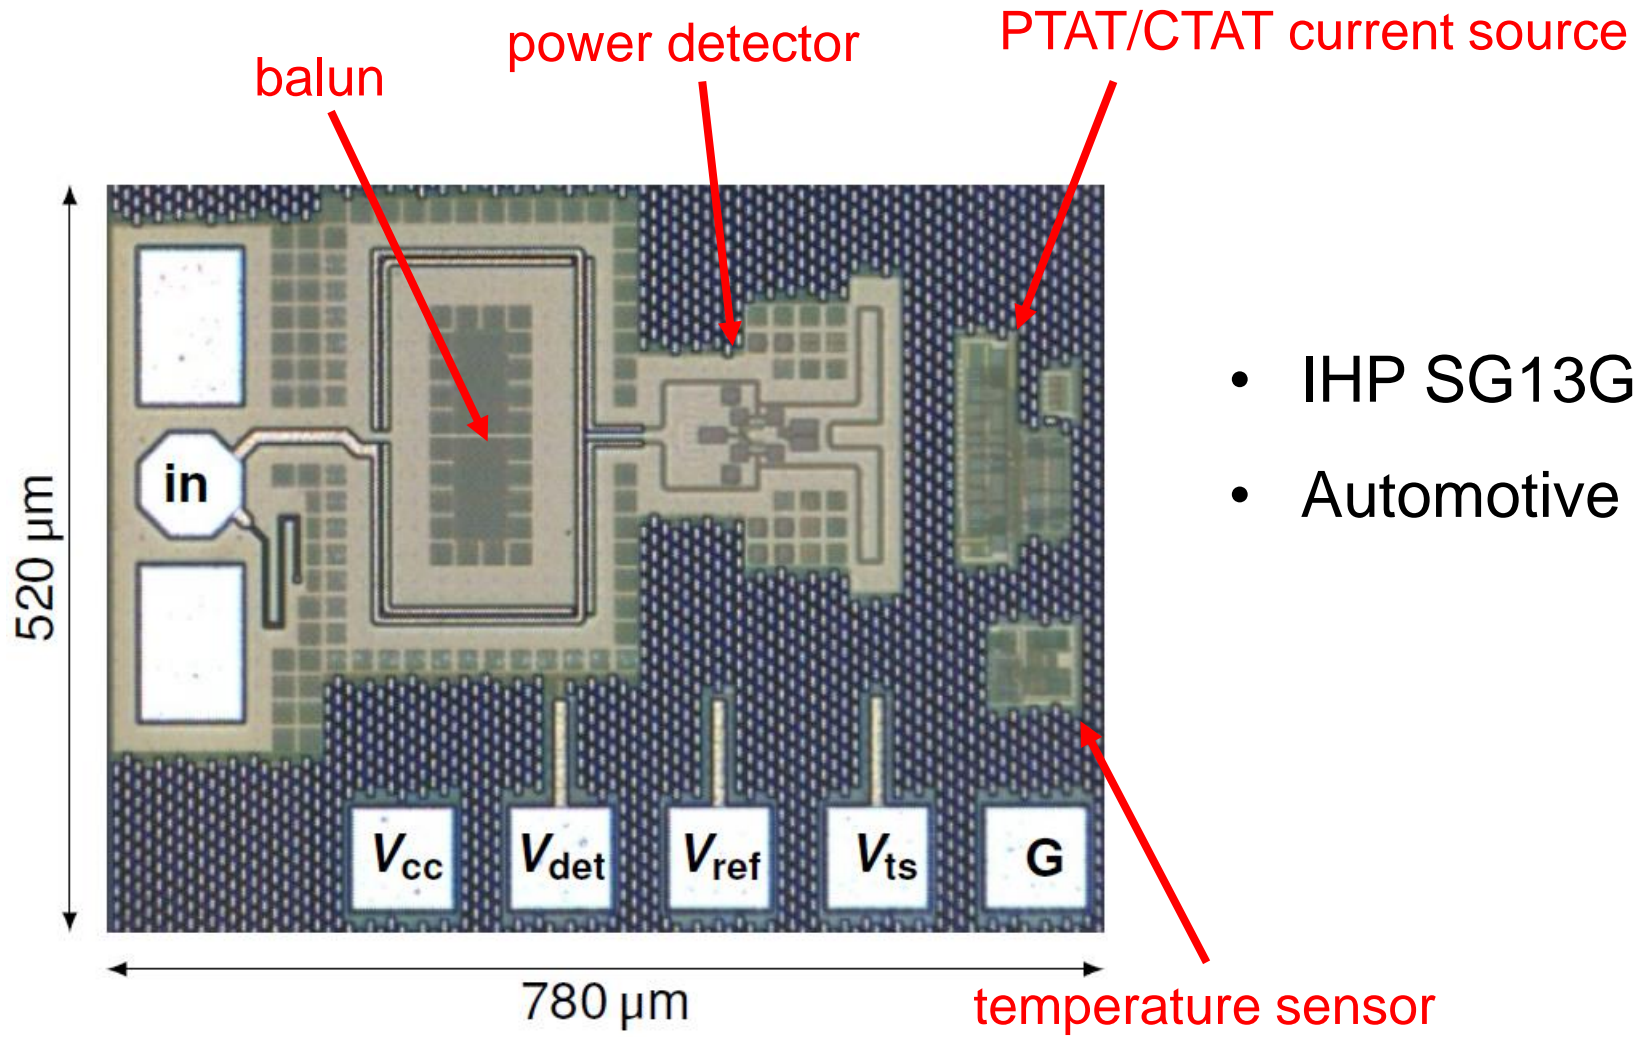 PTAT/CTAT current source
power detector
balun
• IHP SG13G
• Automotive
in
520 µm
Vcc
Vdet
Vref
Vts
G
780 µm
temperature sensor